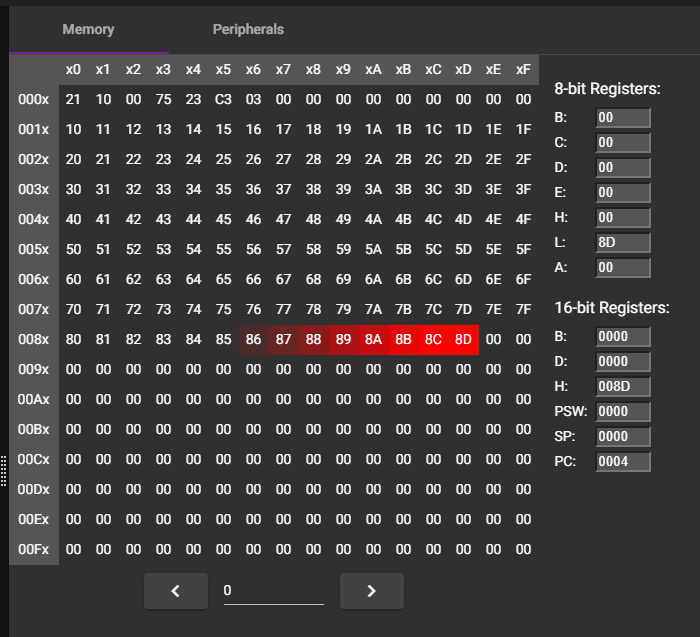 Memory Peripherals
x0 x1 x2 x3 x4 x5 x6 x7 x8 x9 xA xB xC xD xE xF
000x 21 10 00 75 23 C3 03 00 00 00 00 00 00 00 00 00
001x 10 11 12 13 14 15 16 17 18 19 1A 1B 1C 1D 1E 1F
002x 20 21 22 23 24 25 26 27 28 29 2A 2B 2C 2D 2E 2F
003x 30 31 32 33 34 35 36 37 38 39 3A 3B 3C 3D 3E 3F
004x 40 41 42 43 44 45 46 47 48 49 4A 4B 4C 4D 4E 4F
005x 50 51 52 53 54 55 56 57 58 59 5A 5B 5C 5D 5E 5F
006x 60 61 62 63 64 65 66 67 68 69 6A 6B 6C 6D 6E 6F
007x 70 71 72 73 74 75 76 77 78 79 7A 7B 7C 7D 7E 7F
008x 80 81 82 83 84 85 86 87 88 89 8A 8B 8C 8D 00 00
009x 00 00 00 00 00 00 00 00 00 00 00 00 00 00 00 00
00Ax 00 00 00 00 00 00 00 00 00 00 00 00 00 00 00 00
00Bx 00 00 00 00 00 00 00 00 00 00 00 00 00 00 00 00
00Cx 00 00 00 00 00 00 00 00 00 00 00 00 00 00 00 00
00Dx 00 00 00 00 00 00 00 00 00 00 00 00 00 00 00 00
00Ex 00 00 00 00 00 00 00 00 00 00 00 00 00 00 00 00
00Fx 00 00 00 00 00 00 00 00 00 00 00 00 00 00 00 00
0
8-bit Registers:
B: 00
C: 00
D: 00
E: 00
H: 00
L: 8D
A: 00
16-bit Registers:
B: 0000
D: 0000
H: 008D
PSW: 0000
SP: 0000
PC: 0004